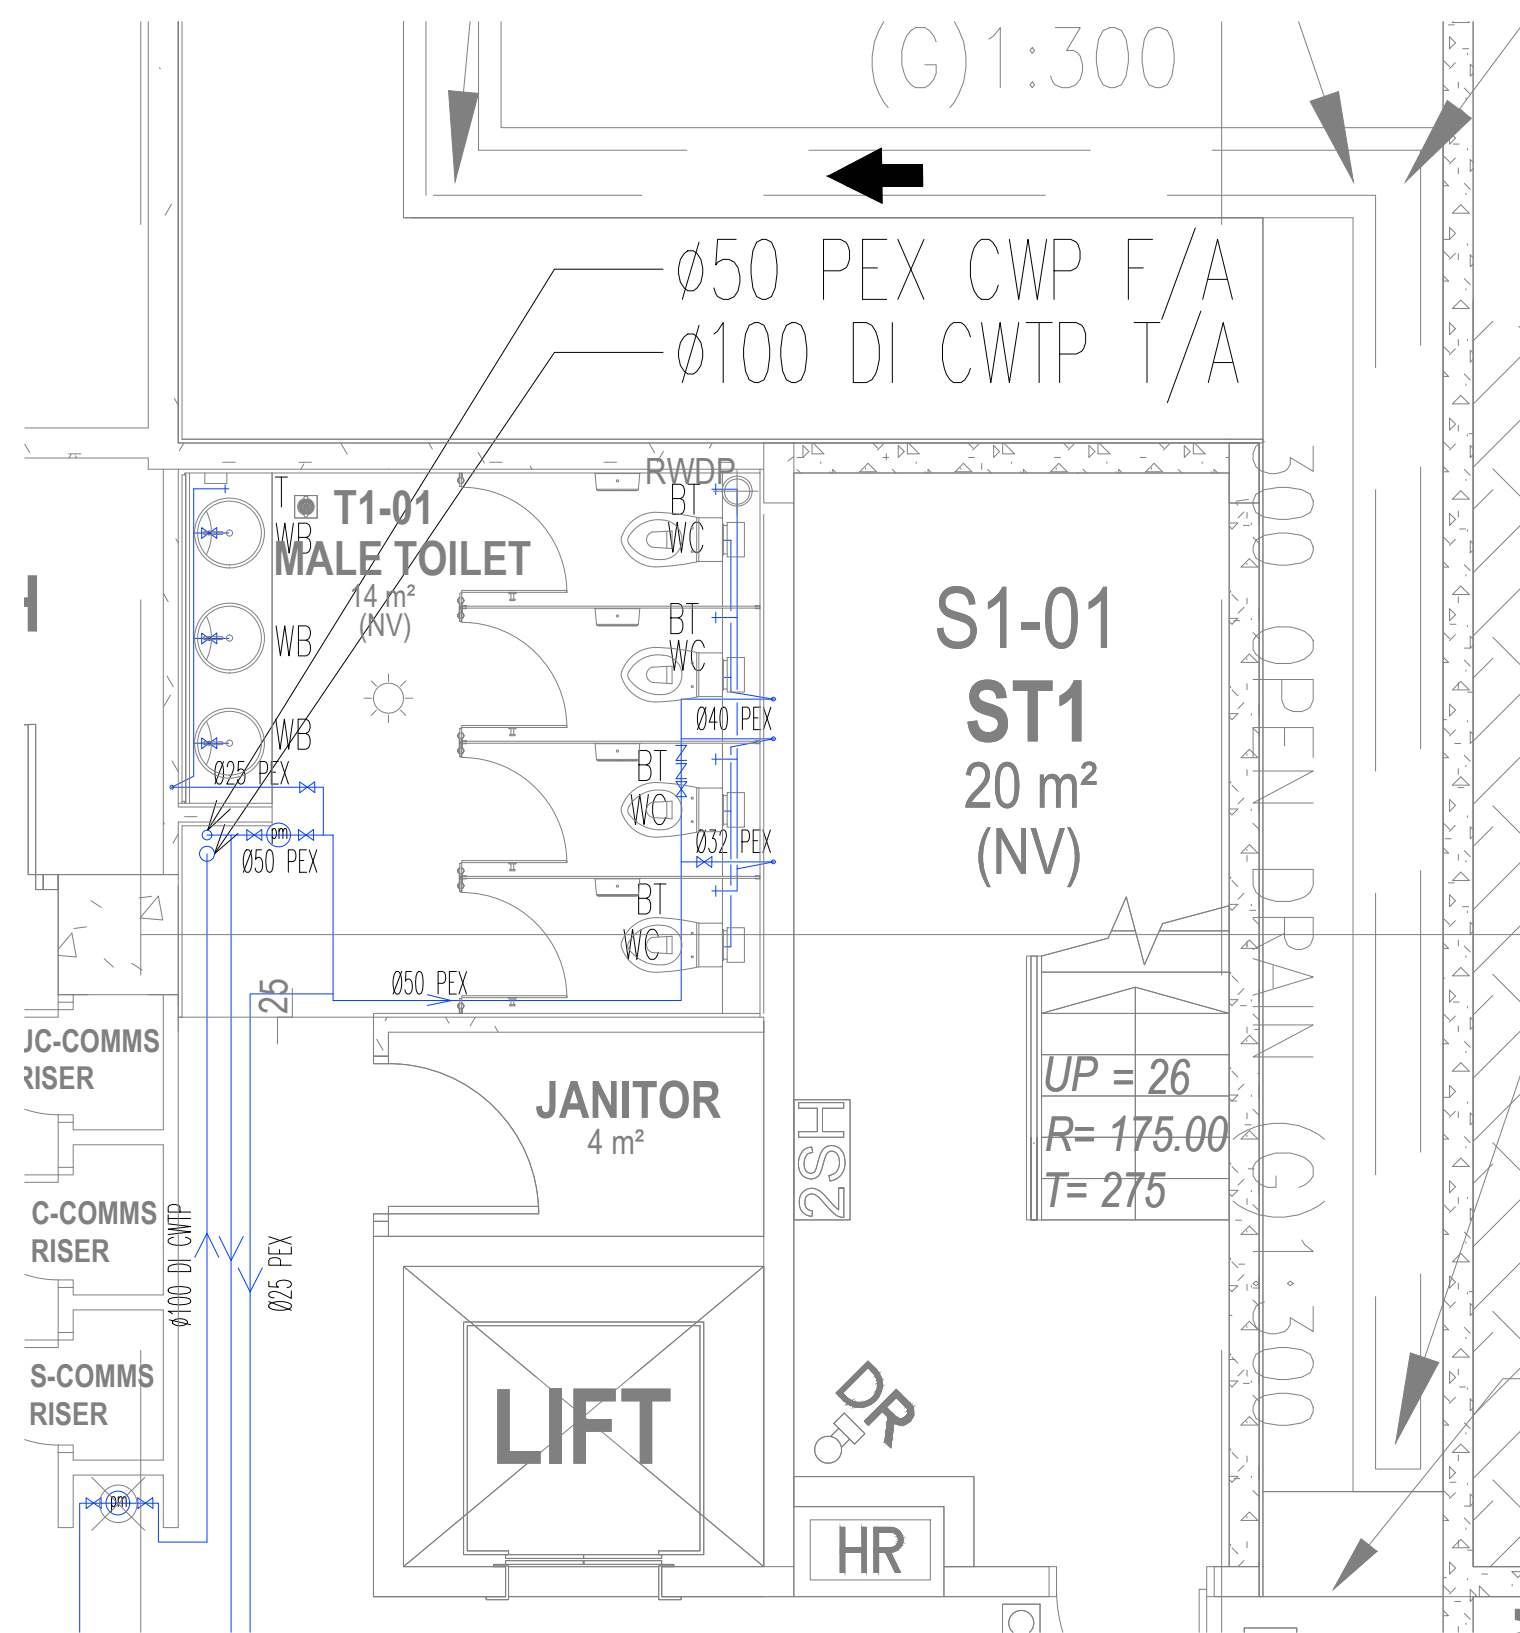 (G)1:300
Ø50 PEX CWP F/A
Ø100 DI CWTP T/A
RWDP
T
T1-01
WB
MALE TOILET
14 m²
(NV)
BT
WC
BT
WC
WB
WB
Ø25 PEX
pm
Ø50 PEX
Ø40 PEX
BT
WC
Ø32 PEX
BT
WC
Ø50 PEX
25
S1-01
ST1
20 m²
(NV)
300 OPEN DRAIN (G)1:300
UP = 26
R= 175.00
T= 275
JC-COMMS
RISER
C-COMMS
RISER
S-COMMS
RISER
Ø100 DI CWTP
Ø25 PEX
pm
JANITOR
4 m²
2SH
LIFT
DR
HR